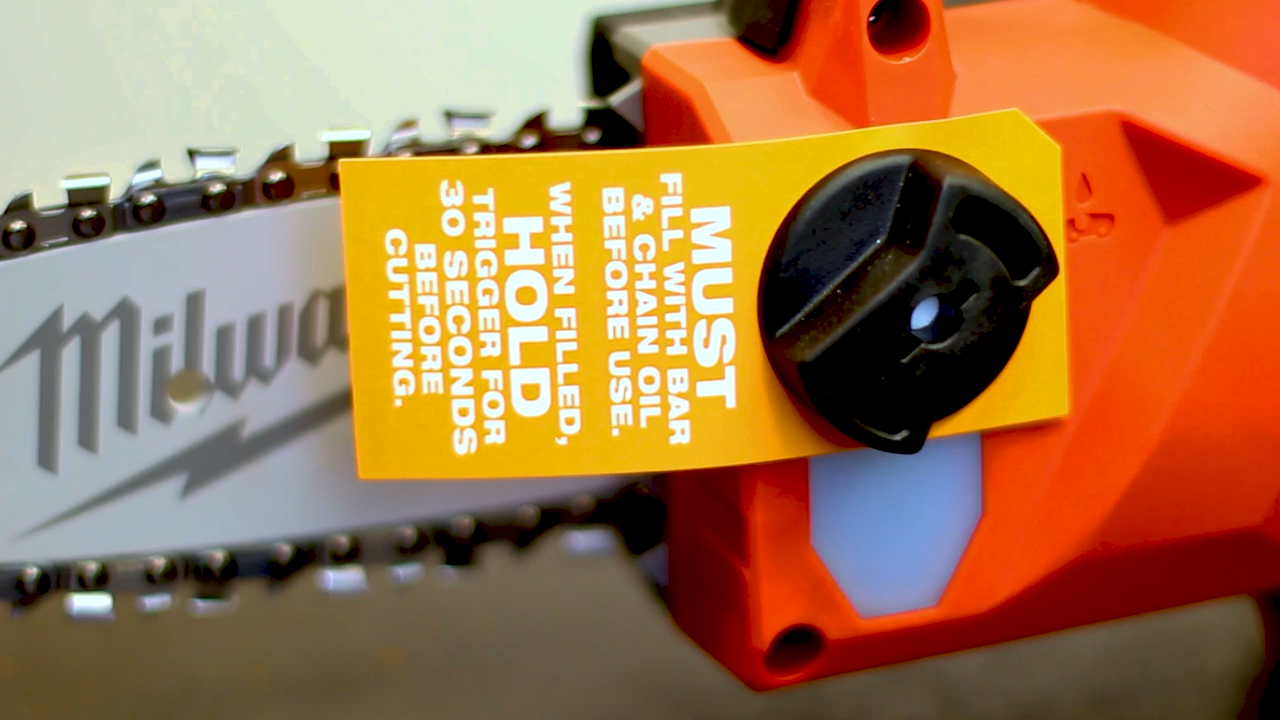 MUST
FILL WITH BAR
& CHAIN OIL
BEFORE USE.
WHEN FILLED,
HOLD
TRIGGER FOR
30 SECONDS
BEFORE
CUTTING.
Milwa